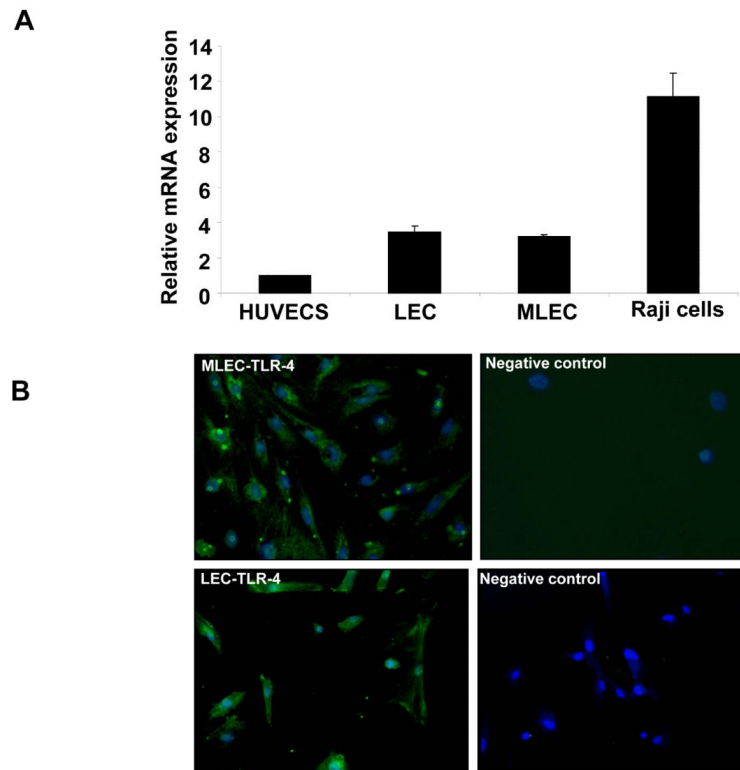 A
Relative mRNA expression
14
12
10
8
6
4
2
0
HUVECS LEC MLEC Raji cells
B
MLEC-TLR-4 Negative control
LEC-TLR-4 Negative control